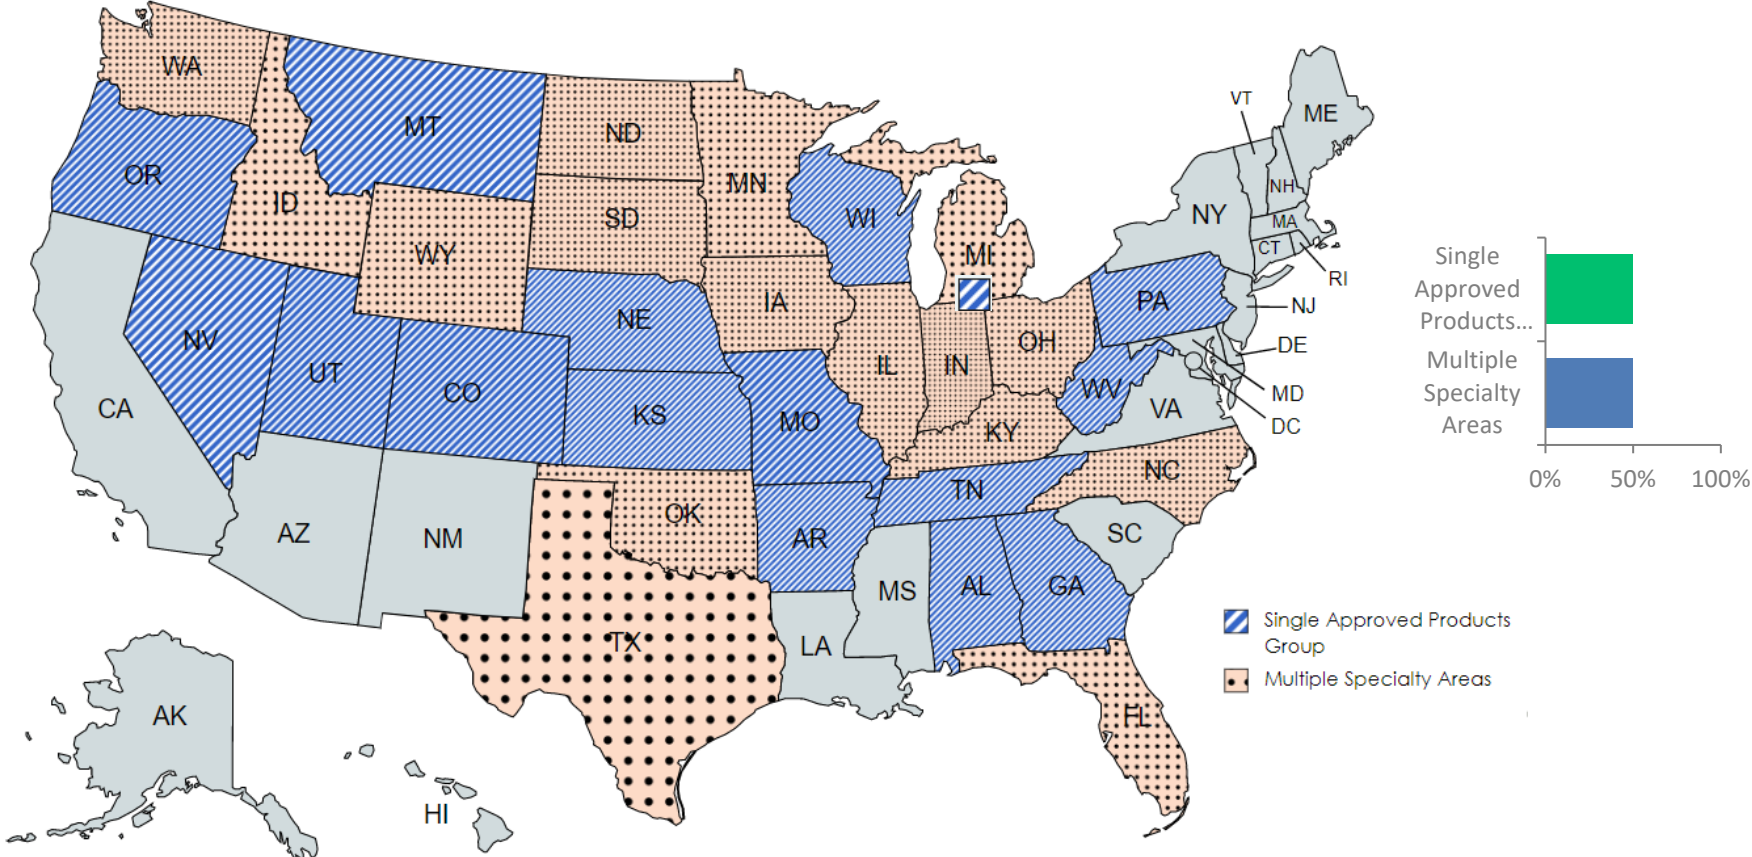 WA
MT
ND
MN
OR
ID
SD
WI
WY
MI
IA
NE
NV
UT
CO
IL
IN
OH
PA
KS
MO
KY
WV
VA
CA
AZ
NM
OK
AR
TN
NC
SC
MS
AL
GA
LA
TX
FL
AK
HI
VT
ME
NH
NY
MA
CT
RI
NJ
DE
MD
DC
Single Approved Products
Group
Multiple Specialty Areas
Single
Approved
Products...
Multiple
Specialty
Areas
0% 50% 100%